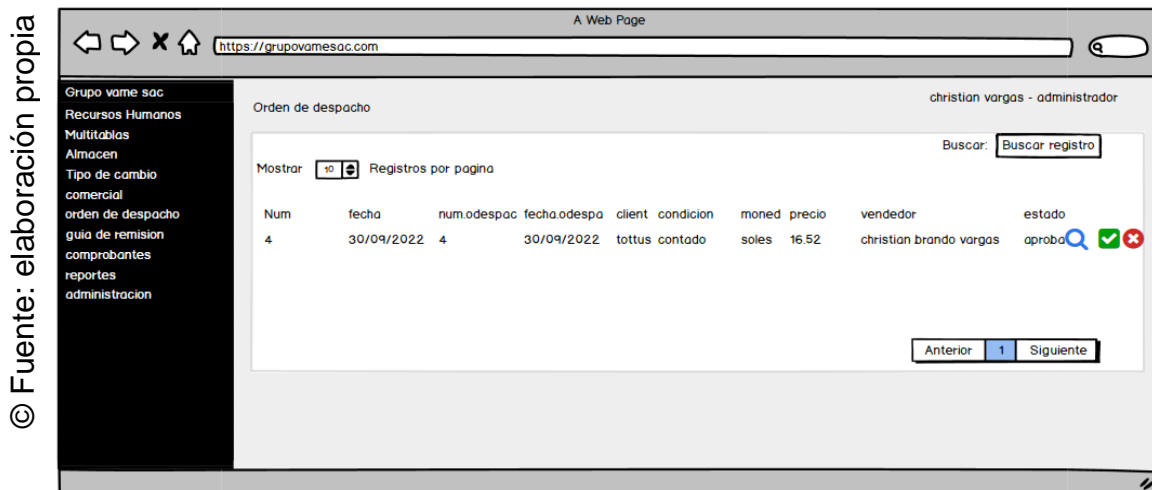 © Fuente: elaboración propia
A Web Page
https://grupovamesac.com
Grupo vame sac
Recursos Humanos
Multitablas
Almacen
Tipo de cambio
comercial
orden de despacho
guia de remision
comprobantes
reportes
administracion
christian vargas - administrador
Orden de despacho
Buscar: Buscar registro
Mostrar 10 Registros por pagina
Num fecha num.odespac fecha.odespa client condicion moned precio vendedor estado
4 30/09/2022 4 30/09/2022 tottus contado soles 16.52 christian brando vargas aproba
Anterior 1 Siguiente